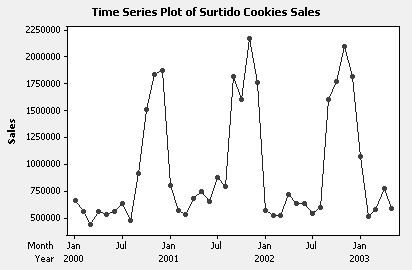 Time Series Plot of Surtido Cookies Sales
2250000
2000000
1750000
1500000
1250000
1000000
750000
500000
Sales
Month Jan Jul Jan Jul Jan Jul Jan
Year 2000 2001 2002 2003